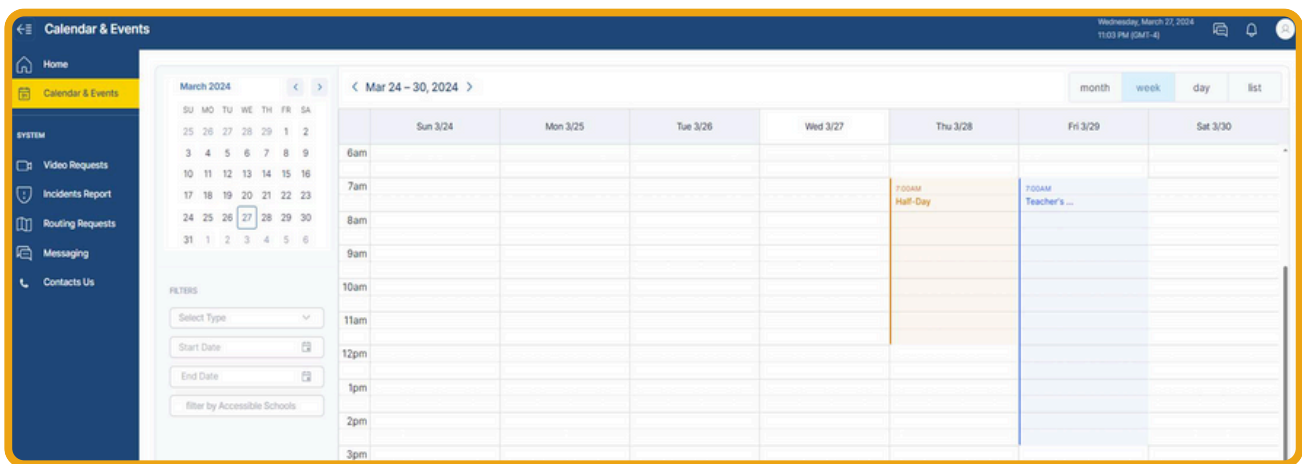 Calendar & Events
Wednesday, March 27, 2024
11:03 PM (GMT-4)
Home
Calendar & Events
SYSTEM
Video Requests
Incidents Report
Routing Requests
Messaging
Contacts Us
March 2024
SU MO TU WE TH FR SA
25 26 27 28 29 1 2
3 4 5 6 7 8 9
10 11 12 13 14 15 16
17 18 19 20 21 22 23
24 25 26 27 28 29 30
31 1 2 3 4 5 6
FILTERS
Select Type
Start Date
End Date
filter by Accessible Schools
Mar 24 – 30, 2024
month week day list
Sun 3/24 Mon 3/25 Tue 3/26 Wed 3/27 Thu 3/28 Fri 3/29 Sat 3/30
6am
7am
7:00AM
Half-Day
7:00AM
Teacher's ...
8am
9am
10am
11am
12pm
1pm
2pm
3pm